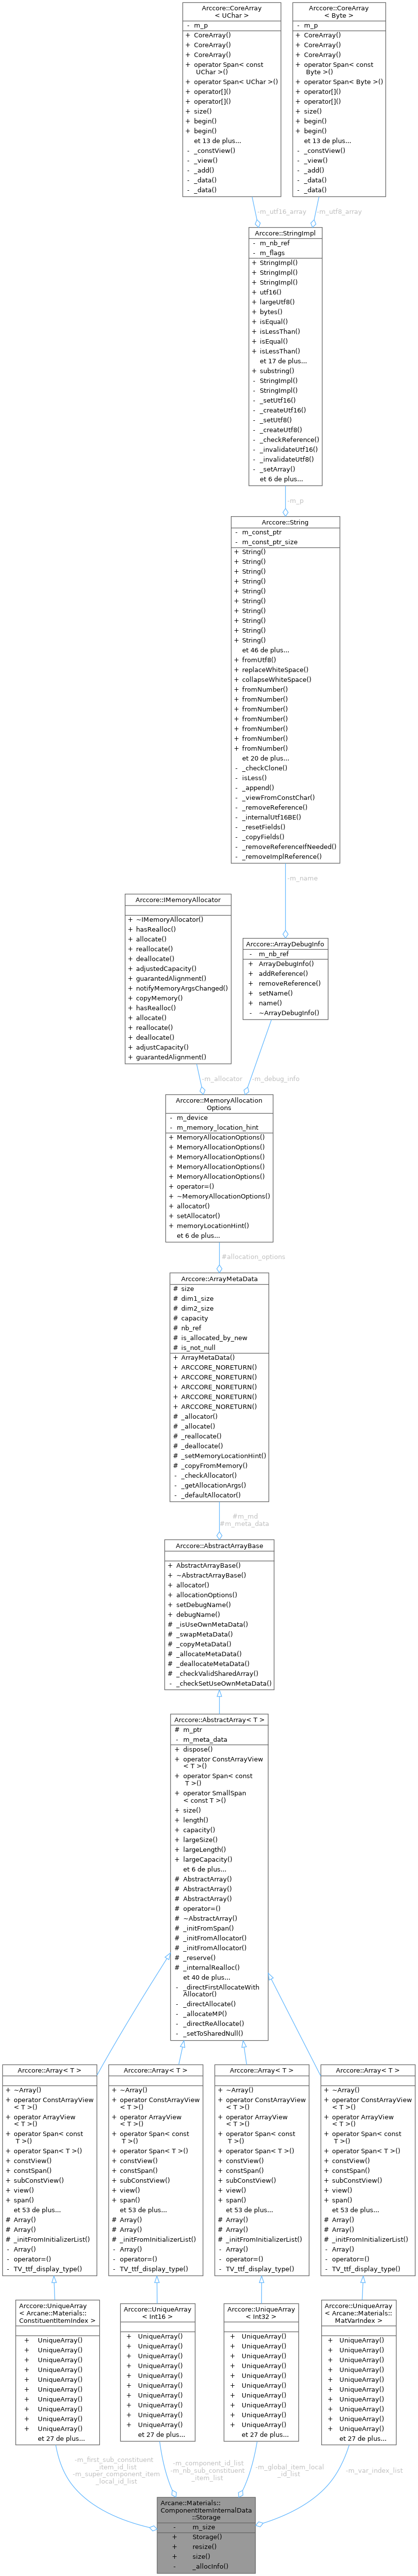 Arccore::CoreArray
< UChar >
- m_p
+ CoreArray()
+ CoreArray()
+ CoreArray()
+ operator Span< const
UChar >()
+ operator Span< UChar >()
+ operator[]()
+ operator[]()
+ size()
+ begin()
+ begin()
et 13 de plus...
- _constView()
- _view()
- _add()
- _data()
- _data()
Arccore::CoreArray
< Byte >
- m_p
+ CoreArray()
+ CoreArray()
+ CoreArray()
+ operator Span< const
Byte >()
+ operator Span< Byte >()
+ operator[]()
+ operator[]()
+ size()
+ begin()
+ begin()
et 13 de plus...
- _constView()
- _view()
- _add()
- _data()
- _data()
-m_utf16_array
-m_utf8_array
Arccore::StringImpl
- m_nb_ref
- m_flags
+ StringImpl()
+ StringImpl()
+ StringImpl()
+ utf16()
+ largeUtf8()
+ bytes()
+ isEqual()
+ isLessThan()
+ isEqual()
+ isLessThan()
et 17 de plus...
+ substring()
- StringImpl()
- StringImpl()
- _setUtf16()
- _createUtf16()
- _setUtf8()
- _createUtf8()
- _checkReference()
- _invalidateUtf16()
- _invalidateUtf8()
- _setArray()
et 6 de plus...
-m_p
Arccore::String
- m_const_ptr
- m_const_ptr_size
+ String()
+ String()
+ String()
+ String()
+ String()
+ String()
+ String()
+ String()
+ String()
+ String()
et 46 de plus...
+ fromUtf8()
+ replaceWhiteSpace()
+ collapseWhiteSpace()
+ fromNumber()
+ fromNumber()
+ fromNumber()
+ fromNumber()
+ fromNumber()
+ fromNumber()
+ fromNumber()
et 20 de plus...
- _checkClone()
- isLess()
- _append()
- _viewFromConstChar()
- _removeReference()
- _internalUtf16BE()
- _resetFields()
- _copyFields()
- _removeReferenceIfNeeded()
- _removeImplReference()
-m_name
Arccore::IMemoryAllocator
+ ~IMemoryAllocator()
+ hasRealloc()
+ allocate()
+ reallocate()
+ deallocate()
+ adjustedCapacity()
+ guarantedAlignment()
+ notifyMemoryArgsChanged()
+ copyMemory()
+ hasRealloc()
+ allocate()
+ reallocate()
+ deallocate()
+ adjustCapacity()
+ guarantedAlignment()
Arccore::ArrayDebugInfo
- m_nb_ref
+ ArrayDebugInfo()
+ addReference()
+ removeReference()
+ setName()
+ name()
- ~ArrayDebugInfo()
-m_allocator
-m_debug_info
Arccore::MemoryAllocation
Options
- m_device
- m_memory_location_hint
+ MemoryAllocationOptions()
+ MemoryAllocationOptions()
+ MemoryAllocationOptions()
+ MemoryAllocationOptions()
+ MemoryAllocationOptions()
+ operator=()
+ ~MemoryAllocationOptions()
+ allocator()
+ setAllocator()
+ memoryLocationHint()
et 6 de plus...
#allocation_options
Arccore::ArrayMetaData
# size
# dim1_size
# dim2_size
# capacity
# nb_ref
# is_allocated_by_new
# is_not_null
+ ArrayMetaData()
+ ARCCORE_NORETURN()
+ ARCCORE_NORETURN()
+ ARCCORE_NORETURN()
+ ARCCORE_NORETURN()
+ ARCCORE_NORETURN()
# _allocator()
# _allocate()
# _reallocate()
# _deallocate()
# _setMemoryLocationHint()
# _copyFromMemory()
- _checkAllocator()
- _getAllocationArgs()
- _defaultAllocator()
#m_md
#m_meta_data
Arccore::AbstractArrayBase
+ AbstractArrayBase()
+ ~AbstractArrayBase()
+ allocator()
+ allocationOptions()
+ setDebugName()
+ debugName()
# _isUseOwnMetaData()
# _swapMetaData()
# _copyMetaData()
# _allocateMetaData()
# _deallocateMetaData()
# _checkValidSharedArray()
- _checkSetUseOwnMetaData()
Arccore::AbstractArray< T >
# m_ptr
- m_meta_data
+ dispose()
+ operator ConstArrayView
< T >()
+ operator Span< const
T >()
+ operator SmallSpan
< const T >()
+ size()
+ length()
+ capacity()
+ largeSize()
+ largeLength()
+ largeCapacity()
et 6 de plus...
# AbstractArray()
# AbstractArray()
# AbstractArray()
# operator=()
# ~AbstractArray()
# _initFromSpan()
# _initFromAllocator()
# _initFromAllocator()
# _reserve()
# _internalRealloc()
et 40 de plus...
- _directFirstAllocateWith
Allocator()
- _directAllocate()
- _allocateMP()
- _directReAllocate()
- _setToSharedNull()
Arccore::Array< T >
+ ~Array()
+ operator ConstArrayView
< T >()
+ operator ArrayView
< T >()
+ operator Span< const
T >()
+ operator Span< T >()
+ constView()
+ constSpan()
+ subConstView()
+ view()
+ span()
et 53 de plus...
# Array()
# Array()
# _initFromInitializerList()
- Array()
- operator=()
- TV_ttf_display_type()
Arccore::Array< T >
+ ~Array()
+ operator ConstArrayView
< T >()
+ operator ArrayView
< T >()
+ operator Span< const
T >()
+ operator Span< T >()
+ constView()
+ constSpan()
+ subConstView()
+ view()
+ span()
et 53 de plus...
# Array()
# Array()
# _initFromInitializerList()
- Array()
- operator=()
- TV_ttf_display_type()
Arccore::Array< T >
+ ~Array()
+ operator ConstArrayView
< T >()
+ operator ArrayView
< T >()
+ operator Span< const
T >()
+ operator Span< T >()
+ constView()
+ constSpan()
+ subConstView()
+ view()
+ span()
et 53 de plus...
# Array()
# Array()
# _initFromInitializerList()
- Array()
- operator=()
- TV_ttf_display_type()
Arccore::Array< T >
+ ~Array()
+ operator ConstArrayView
< T >()
+ operator ArrayView
< T >()
+ operator Span< const
T >()
+ operator Span< T >()
+ constView()
+ constSpan()
+ subConstView()
+ view()
+ span()
et 53 de plus...
# Array()
# Array()
# _initFromInitializerList()
- Array()
- operator=()
- TV_ttf_display_type()
Arccore::UniqueArray
< Arcane::Materials::
ConstituentItemIndex >
+ UniqueArray()
+ UniqueArray()
+ UniqueArray()
+ UniqueArray()
+ UniqueArray()
+ UniqueArray()
+ UniqueArray()
+ UniqueArray()
+ UniqueArray()
+ UniqueArray()
et 27 de plus...
Arccore::UniqueArray
< Int16 >
+ UniqueArray()
+ UniqueArray()
+ UniqueArray()
+ UniqueArray()
+ UniqueArray()
+ UniqueArray()
+ UniqueArray()
+ UniqueArray()
+ UniqueArray()
+ UniqueArray()
et 27 de plus...
Arccore::UniqueArray
< Int32 >
+ UniqueArray()
+ UniqueArray()
+ UniqueArray()
+ UniqueArray()
+ UniqueArray()
+ UniqueArray()
+ UniqueArray()
+ UniqueArray()
+ UniqueArray()
+ UniqueArray()
et 27 de plus...
Arccore::UniqueArray
< Arcane::Materials::
MatVarIndex >
+ UniqueArray()
+ UniqueArray()
+ UniqueArray()
+ UniqueArray()
+ UniqueArray()
+ UniqueArray()
+ UniqueArray()
+ UniqueArray()
+ UniqueArray()
+ UniqueArray()
et 27 de plus...
-m_first_sub_constituent
_item_id_list
-m_super_component_item
_local_id_list
-m_component_id_list
-m_nb_sub_constituent
_item_list
-m_global_item_local
_id_list
-m_var_index_list
Arcane::Materials::
ComponentItemInternalData
::Storage
- m_size
+ Storage()
+ resize()
+ size()
- _allocInfo()